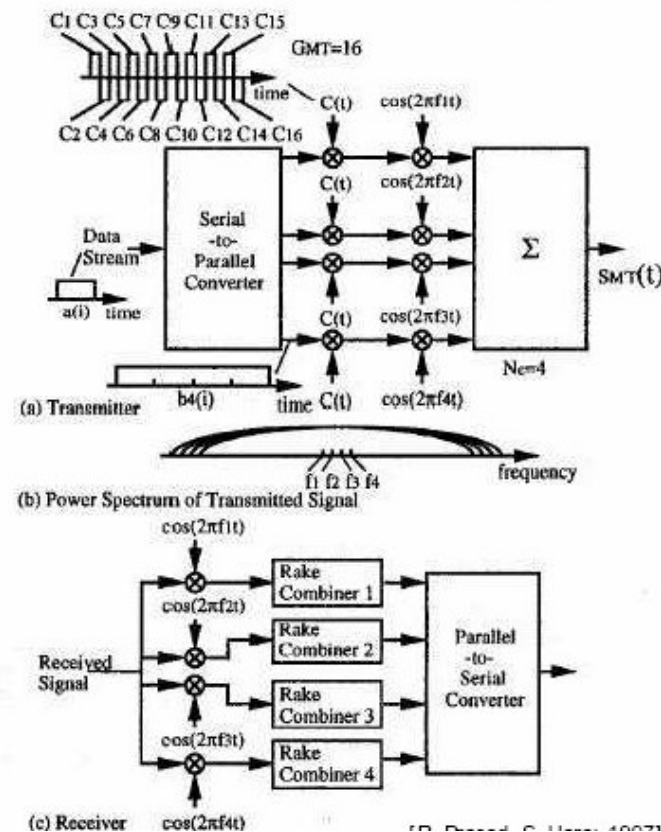 C1 C3 C5 C7 C9 C11 C13 C15
GMT=16
time
C2 C4 C6 C8 C10 C12 C14 C16
C(t) cos(2πf1t)
C(t) cos(2πf2t)
Data
Stream
a(i) time
Serial
-to-
Parallel
Converter
Σ
SMT(t)
C(t) cos(2πf3t)
Nc=4
b4(i) time
C(t) cos(2πf4t)
(a) Transmitter
f1 f2 f3 f4
frequency
(b) Power Spectrum of Transmitted Signal
cos(2πf1t)
Rake
Combiner 1
cos(2πf2t)
Received
Signal
Rake
Combiner 2
Parallel
-to-
Serial
Converter
Rake
Combiner 3
cos(2πf3t)
Rake
Combiner 4
(c) Receiver cos(2πf4t)